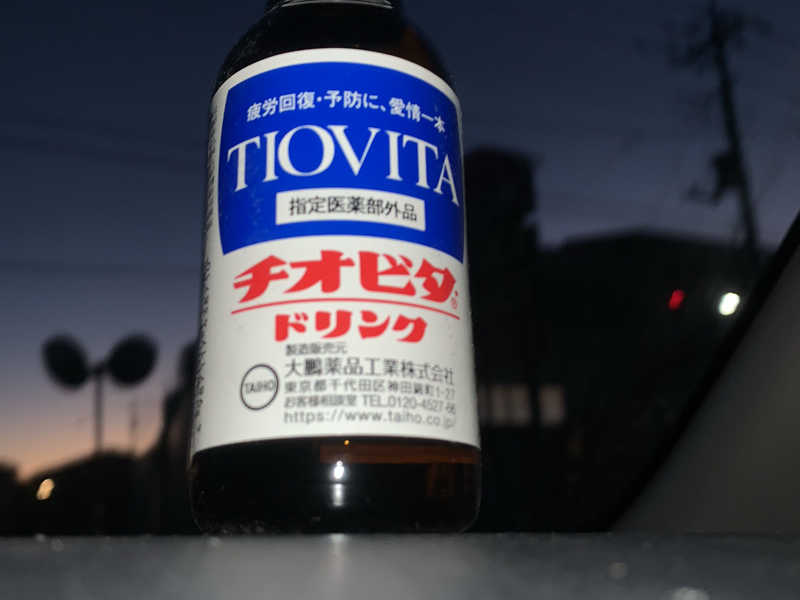 疲労回復・予防に、愛情一本
TIOVITA
指定医薬部外品
チオビタ®
ドリンク
製造販売元
TAIHO
大鵬薬品工業株式会社
東京都千代田区神田錦町1-27
お客様相談室 TEL.0120-4527-66
https://www.taiho.co.jp/